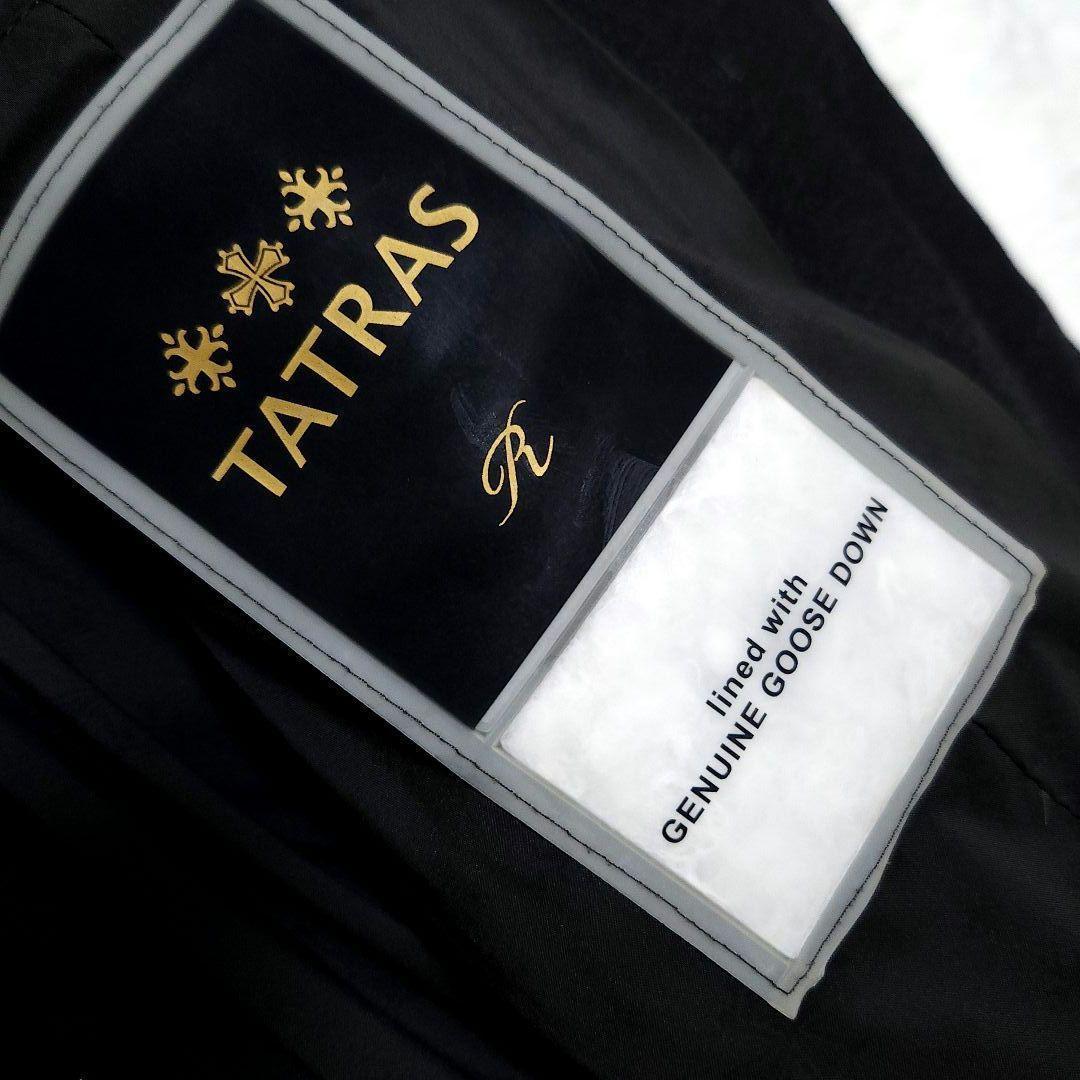 TATRAS
R
lined with
GENUINE GOOSE DOWN